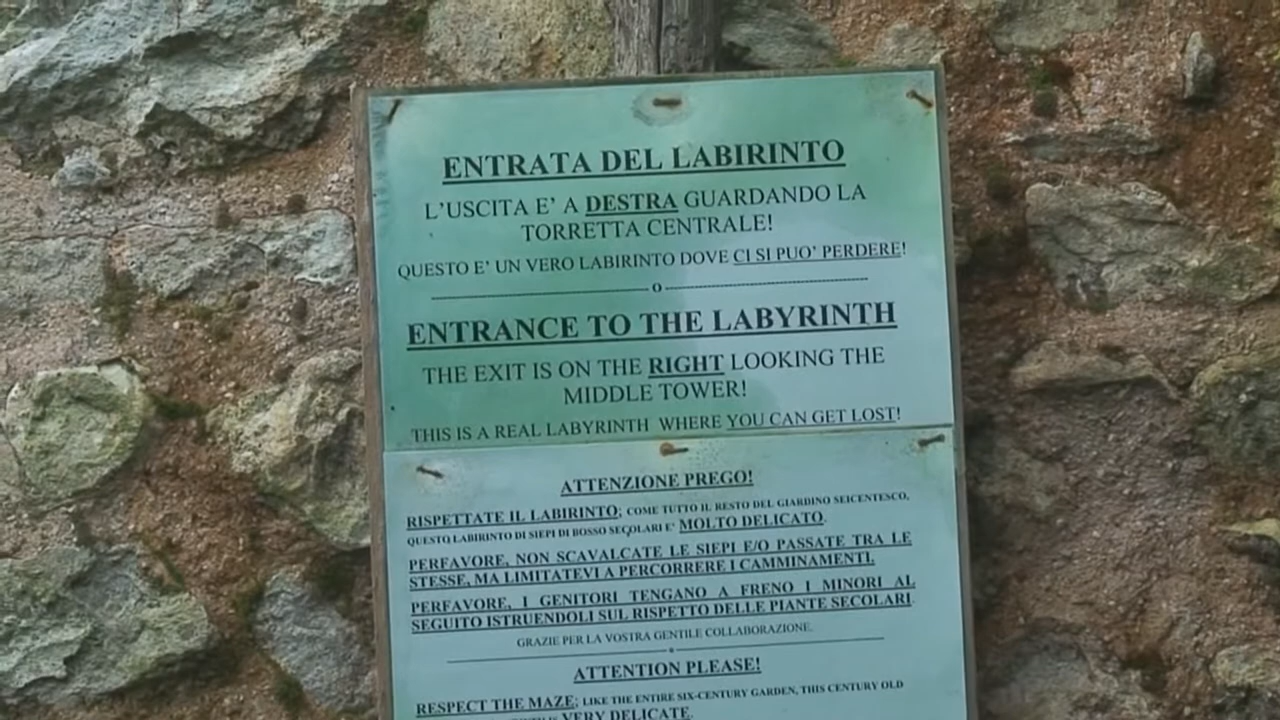 ENTRATA DEL LABIRINTO
L'USCITA E' A DESTRA GUARDANDO LA
TORRETTA CENTRALE!
QUESTO E' UN VERO LABIRINTO DOVE CI SI PUO' PERDERE!
o
ENTRANCE TO THE LABYRINTH
THE EXIT IS ON THE RIGHT LOOKING THE
MIDDLE TOWER!
THIS IS A REAL LABYRINTH WHERE YOU CAN GET LOST!
ATTENZIONE PREGO!
RISPETTATE IL LABIRINTO; COME TUTTO IL RESTO DEL GIARDINO SEICENTESCO,
QUESTO LABIRINTO DI SIEPI DI BOSSO SECOLARI E' MOLTO DELICATO.
PERFAVORE, NON SCAVALCATE LE SIEPI E/O PASSATE TRA LE
STESSE, MA LIMITATEVI A PERCORRERE I CAMMINAMENTI.
PERFAVORE, I GENITORI TENGANO A FRENO I MINORI AL
SEGUITO ISTRUENDOLI SUL RISPETTO DELLE PIANTE SECOLARI.
GRAZIE PER LA VOSTRA GENTILE COLLABORAZIONE.
ATTENTION PLEASE!
RESPECT THE MAZE; LIKE THE ENTIRE SIX-CENTURY GARDEN, THIS CENTURY OLD
VERY DELICATE.